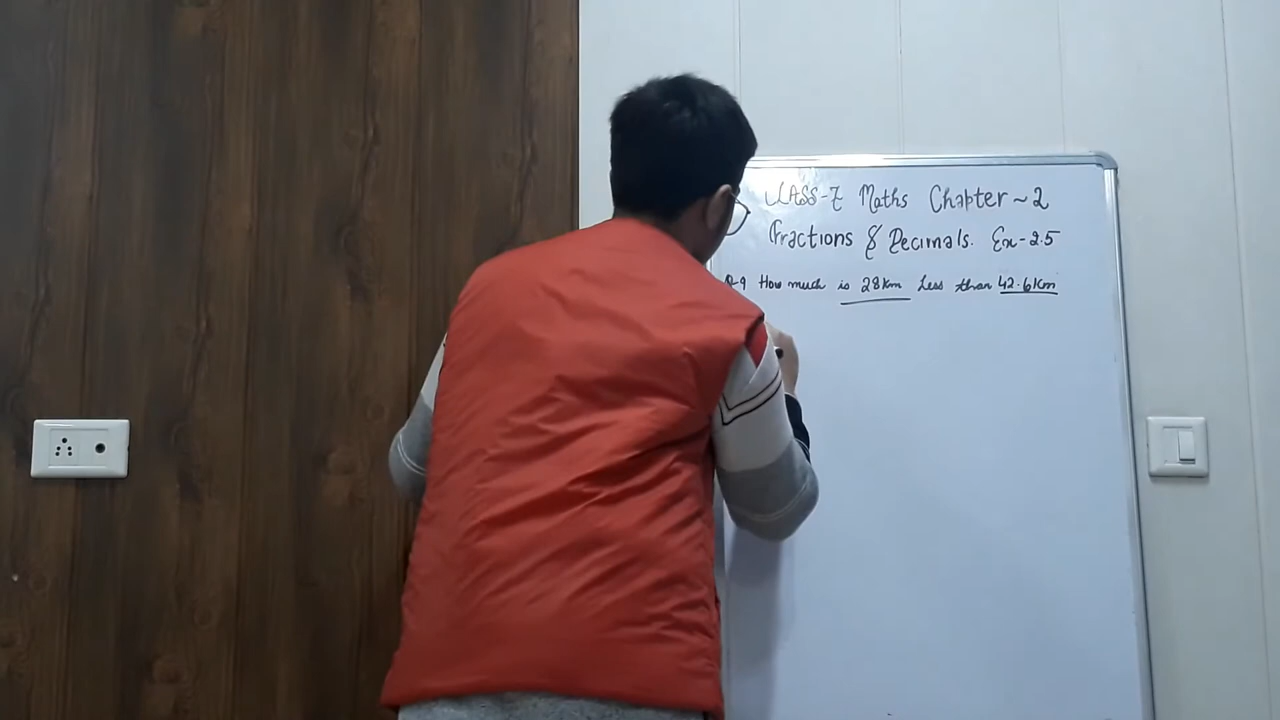 CLASS-7 Maths Chapter~2
Fractions & Decimals. Ex-2.5
Q-9 How much is 28Km less than 42.6Km